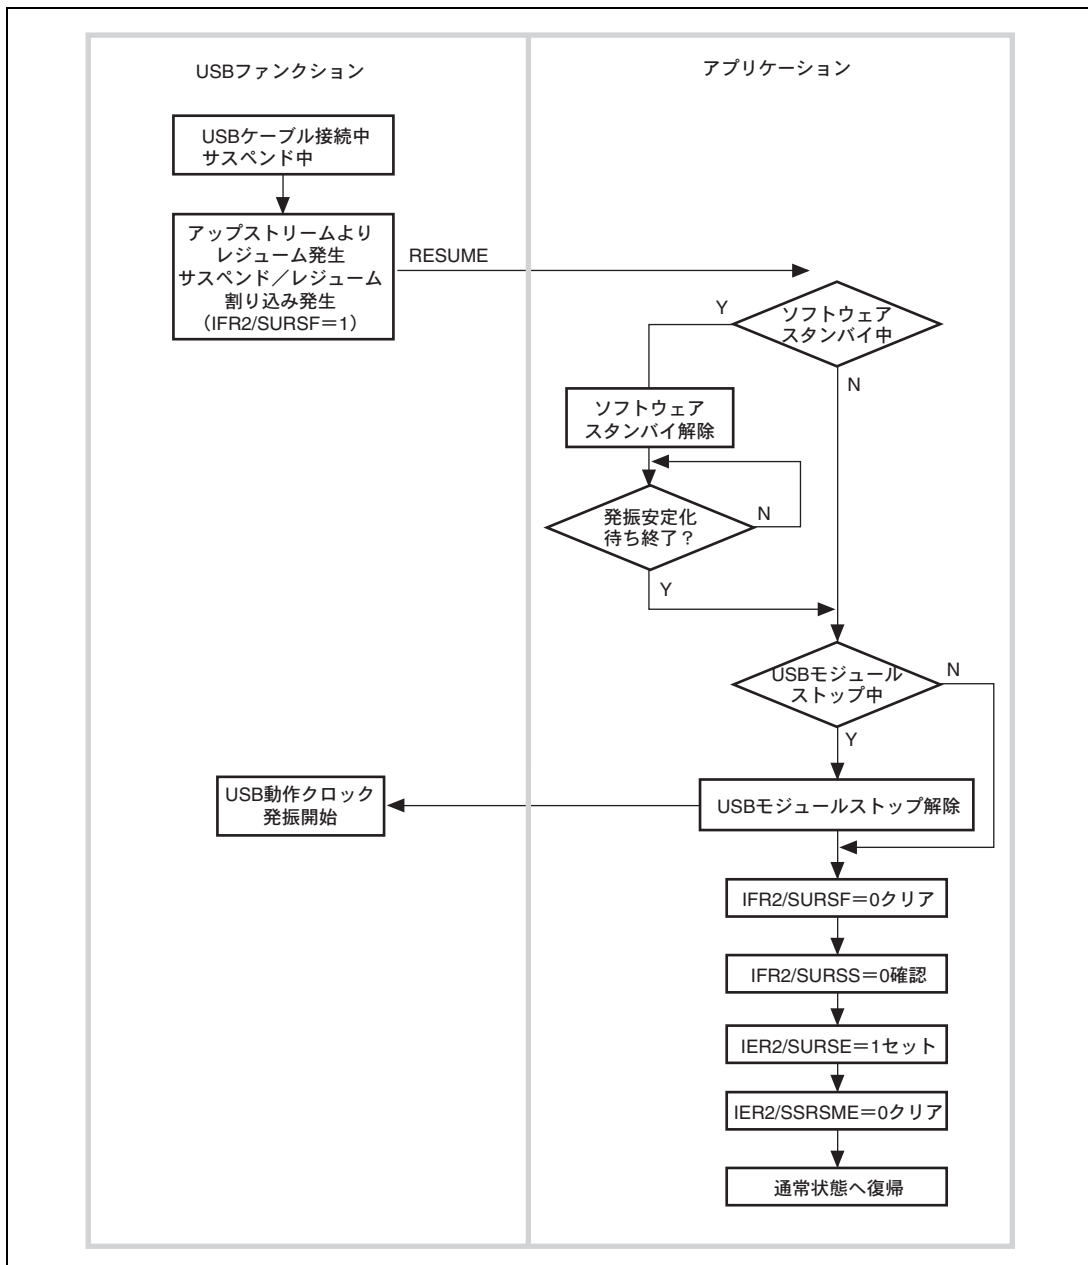 USBファンクション
アプリケーション
USBケーブル接続中
サスペンド中
アップストリームより
レジューム発生
サスペンド／レジューム
割り込み発生
（IFR2/SURSF＝1）
RESUME
ソフトウェア
スタンバイ中
Y
N
ソフトウェア
スタンバイ解除
発振安定化
待ち終了？
N
Y
USBモジュール
ストップ中
N
Y
USBモジュールストップ解除
USB動作クロック
発振開始
IFR2/SURSF＝0クリア
IFR2/SURSS＝0確認
IER2/SURSE＝1セット
IER2/SSRSME＝0クリア
通常状態へ復帰